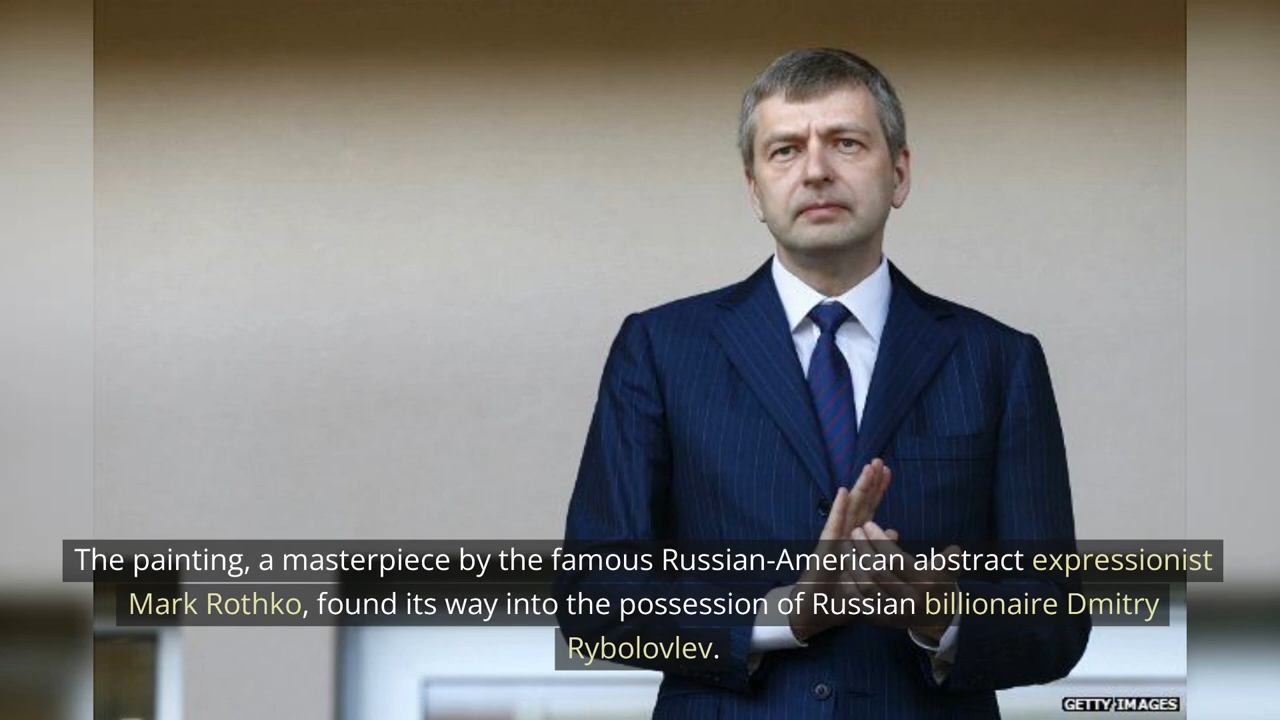 The painting, a masterpiece by the famous Russian-American abstract expressionist
Mark Rothko, found its way into the possession of Russian billionaire Dmitry
Rybolovlev.
GETTY IMAGES